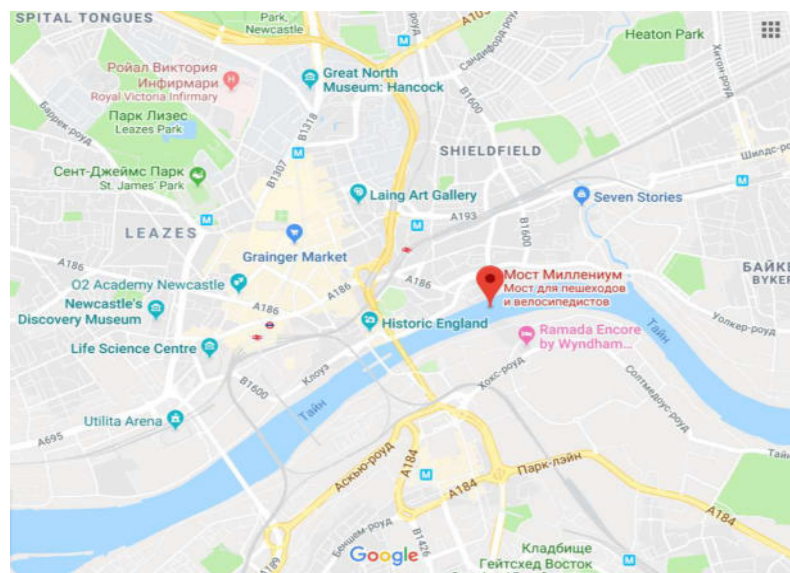 SPITAL TONGUES
Park,
Newcastle
A1058
Heaton Park
Сандифорд-роуд
Хитон-роуд
Ройал Виктория
Инфирмари
Royal Victoria Infirmary
Great North
Museum: Hancock
B1600
Баррек-роуд
Парк Лизес
Leazes Park
B1318
SHIELDFIELD
Шилдс-роуд
B1307
Сент-Джеймс Парк
St. James' Park
Laing Art Gallery
Seven Stories
A193
B1600
LEAZES
Grainger Market
A186
A186
БАЙКЕ
BYKER
Мост Миллениум
Мост для пешеходов
и велосипедистов
O2 Academy Newcastle
A186
Newcastle's
Discovery Museum
Historic England
Тайн
Уолкер-роуд
Ramada Encore
by Wyndham...
Life Science Centre
Клоуз
Хокс-роуд
B1600
Солтмедоус-роуд
Тайн
Utilita Arena
A695
Аскью-роуд
A184
Парк-лэйн
Тайн
A184
A184
Беншем-роуд
B1426
A189
Google
Кладбище
Гейтсхед Восток